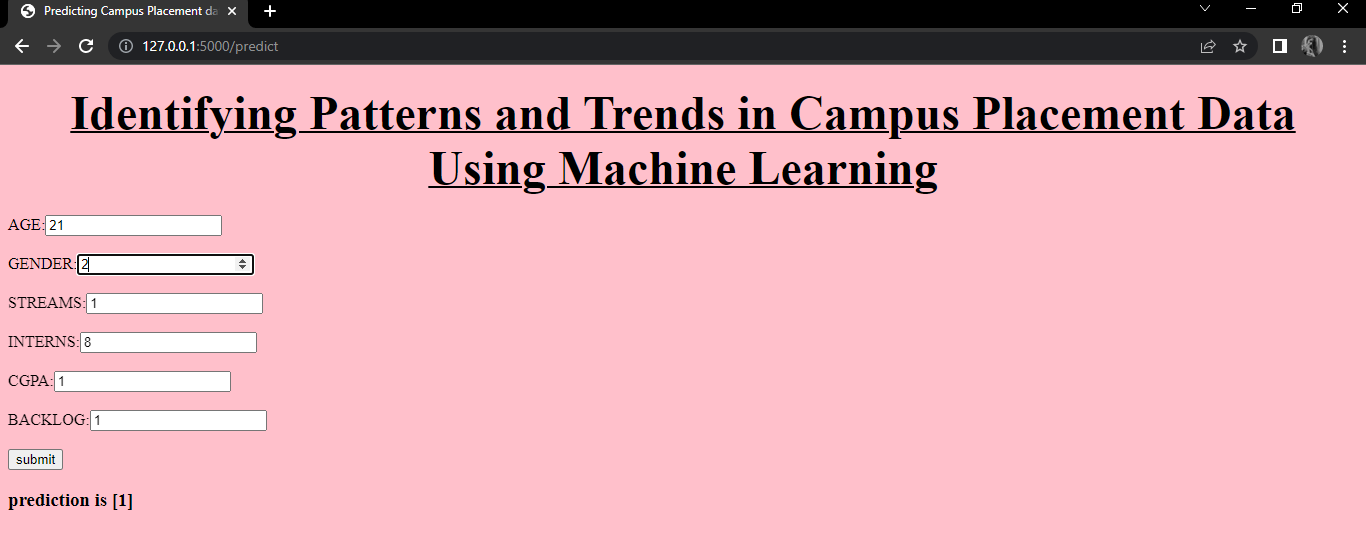 Predicting Campus Placement da
127.0.0.1:5000/predict
Identifying Patterns and Trends in Campus Placement Data
Using Machine Learning
AGE: 21
GENDER: 2
STREAMS: 1
INTERNS: 8
CGPA: 1
BACKLOG: 1
submit
prediction is [1]